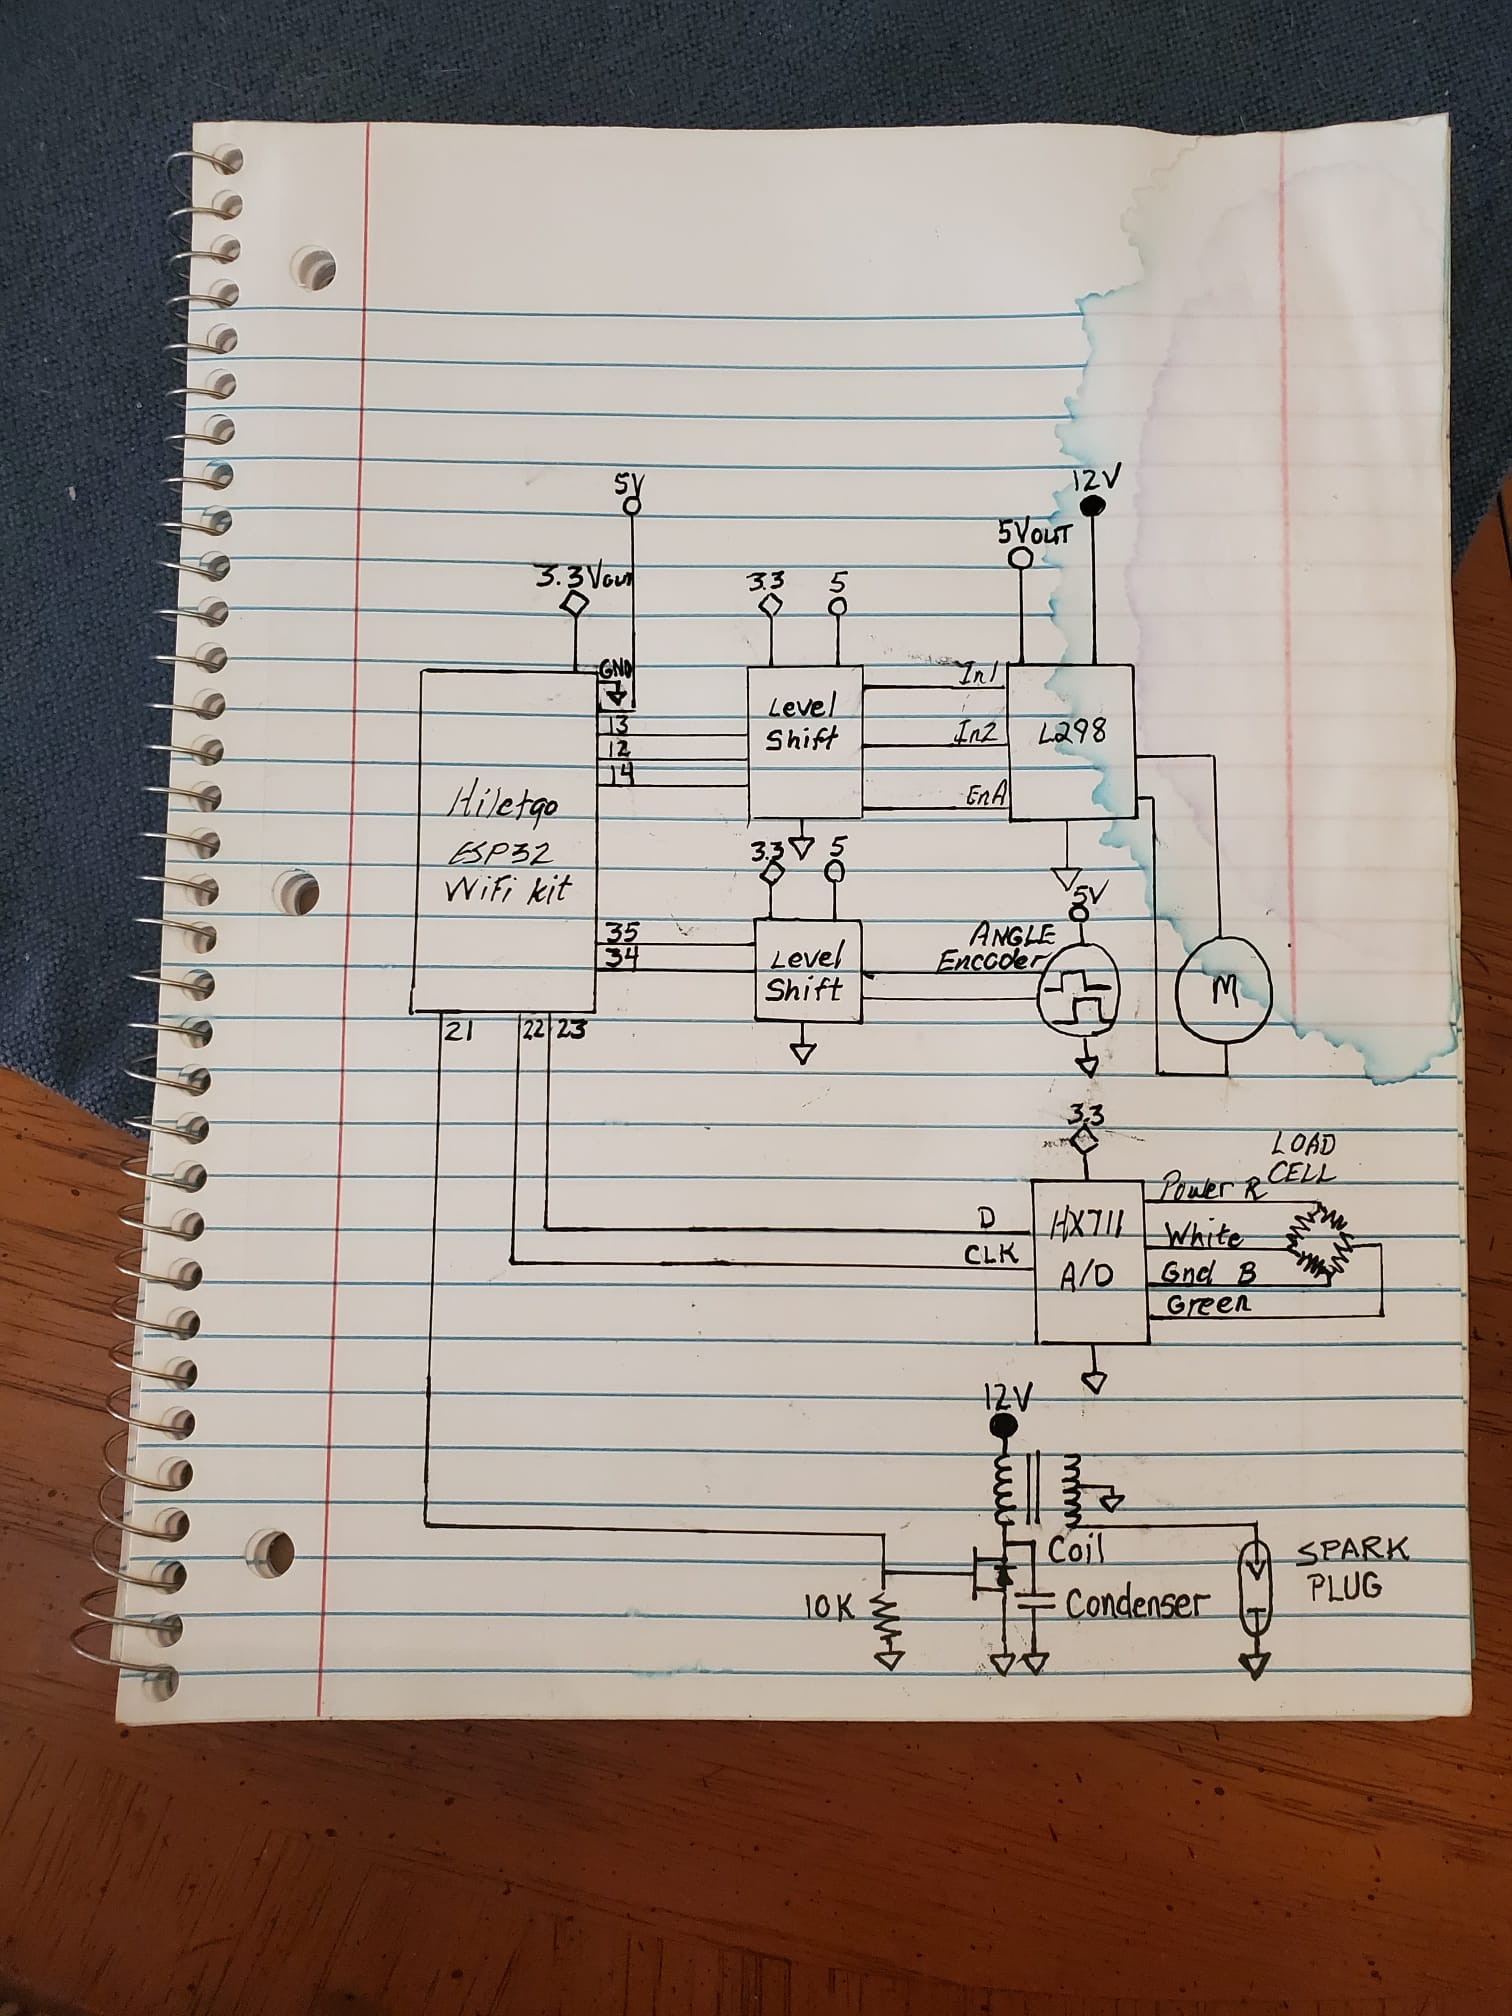 5V
12V
5VOUT
3.3Vout
3.3
5
GND
13
12
14
Level
Shift
In1
In2
EnA
L298
Hiletgo
ESP32
WiFi kit
3.3
5
5V
35
34
Level
Shift
ANGLE
Encoder
M
21
22
23
3.3
LOAD
CELL
D
CLK
HX711
A/D
Power R
White
Gnd B
Green
12V
Coil
10K
Condenser
SPARK
PLUG